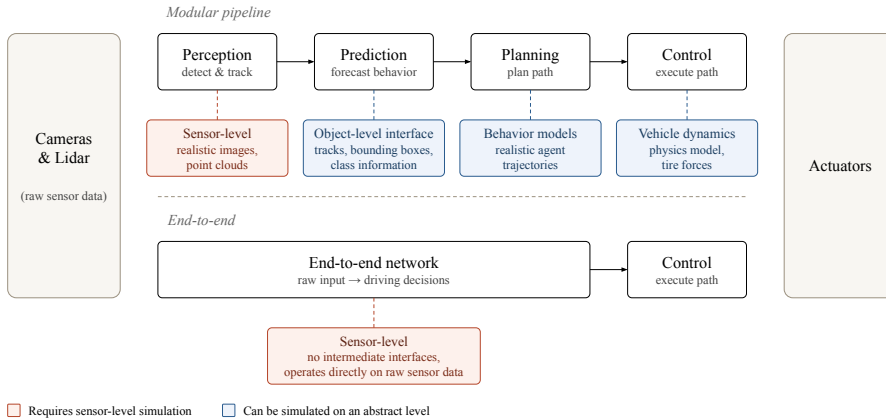 Modular pipeline
Cameras
& Lidar
(raw sensor data)
Perception
detect & track
Prediction
forecast behavior
Planning
plan path
Control
execute path
Sensor-level
realistic images,
point clouds
Object-level interface
tracks, bounding boxes,
class information
Behavior models
realistic agent
trajectories
Vehicle dynamics
physics model,
tire forces
Actuators
End-to-end
End-to-end network
raw input → driving decisions
Control
execute path
Sensor-level
no intermediate interfaces,
operates directly on raw sensor data
Requires sensor-level simulation
Can be simulated on an abstract level